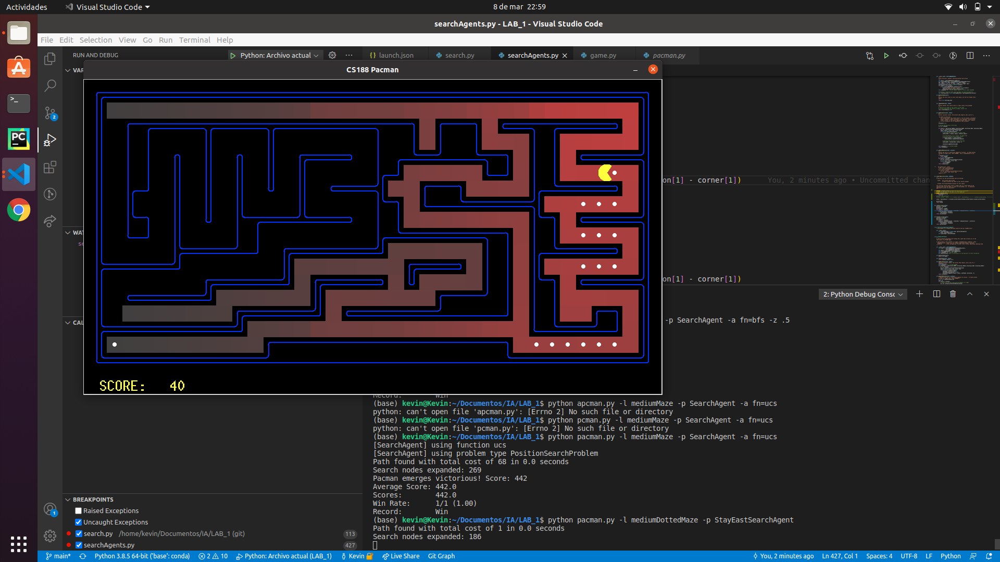 Actividades
Visual Studio Code
8 de mar 22:59
searchAgents.py - LAB_1 - Visual Studio Code
File Edit Selection View Go Run Terminal Help
RUN AND DEBUG
Python: Archivo actual
launch.json
search.py
searchAgents.py
game.py
pacman.py
VAR
CS188 Pacman
on[1] - corner[1])
You, 2 minutes ago • Uncommitted chan
WAT
se
on[1] - corner[1])
2: Python Debug Consc
-p SearchAgent -a fn=bfs -z .5
CAL
SCORE: 40
Record: Win
(base) kevin@Kevin:~/Documentos/IA/LAB_1$ python apcman.py -l mediumMaze -p SearchAgent -a fn=ucs
python: can't open file 'apcman.py': [Errno 2] No such file or directory
(base) kevin@Kevin:~/Documentos/IA/LAB_1$ python pcman.py -l mediumMaze -p SearchAgent -a fn=ucs
python: can't open file 'pcman.py': [Errno 2] No such file or directory
(base) kevin@Kevin:~/Documentos/IA/LAB_1$ python pacman.py -l mediumMaze -p SearchAgent -a fn=ucs
[SearchAgent] using function ucs
[SearchAgent] using problem type PositionSearchProblem
Path found with total cost of 68 in 0.0 seconds
Search nodes expanded: 269
Pacman emerges victorious! Score: 442
Average Score: 442.0
Scores: 442.0
Win Rate: 1/1 (1.00)
Record: Win
(base) kevin@Kevin:~/Documentos/IA/LAB_1$ python pacman.py -l mediumDottedMaze -p StayEastSearchAgent
Path found with total cost of 1 in 0.0 seconds
Search nodes expanded: 186
BREAKPOINTS
Raised Exceptions
Uncaught Exceptions
search.py /home/kevin/Documentos/IA/LAB_1 (git) 113
searchAgents.py 427
main* Python 3.8.5 64-bit ('base': conda) 2 10 Python: Archivo actual (LAB_1) Kevin Live Share Git Graph You, 2 minutes ago Ln 427, Col 1 Spaces: 4 UTF-8 LF Python